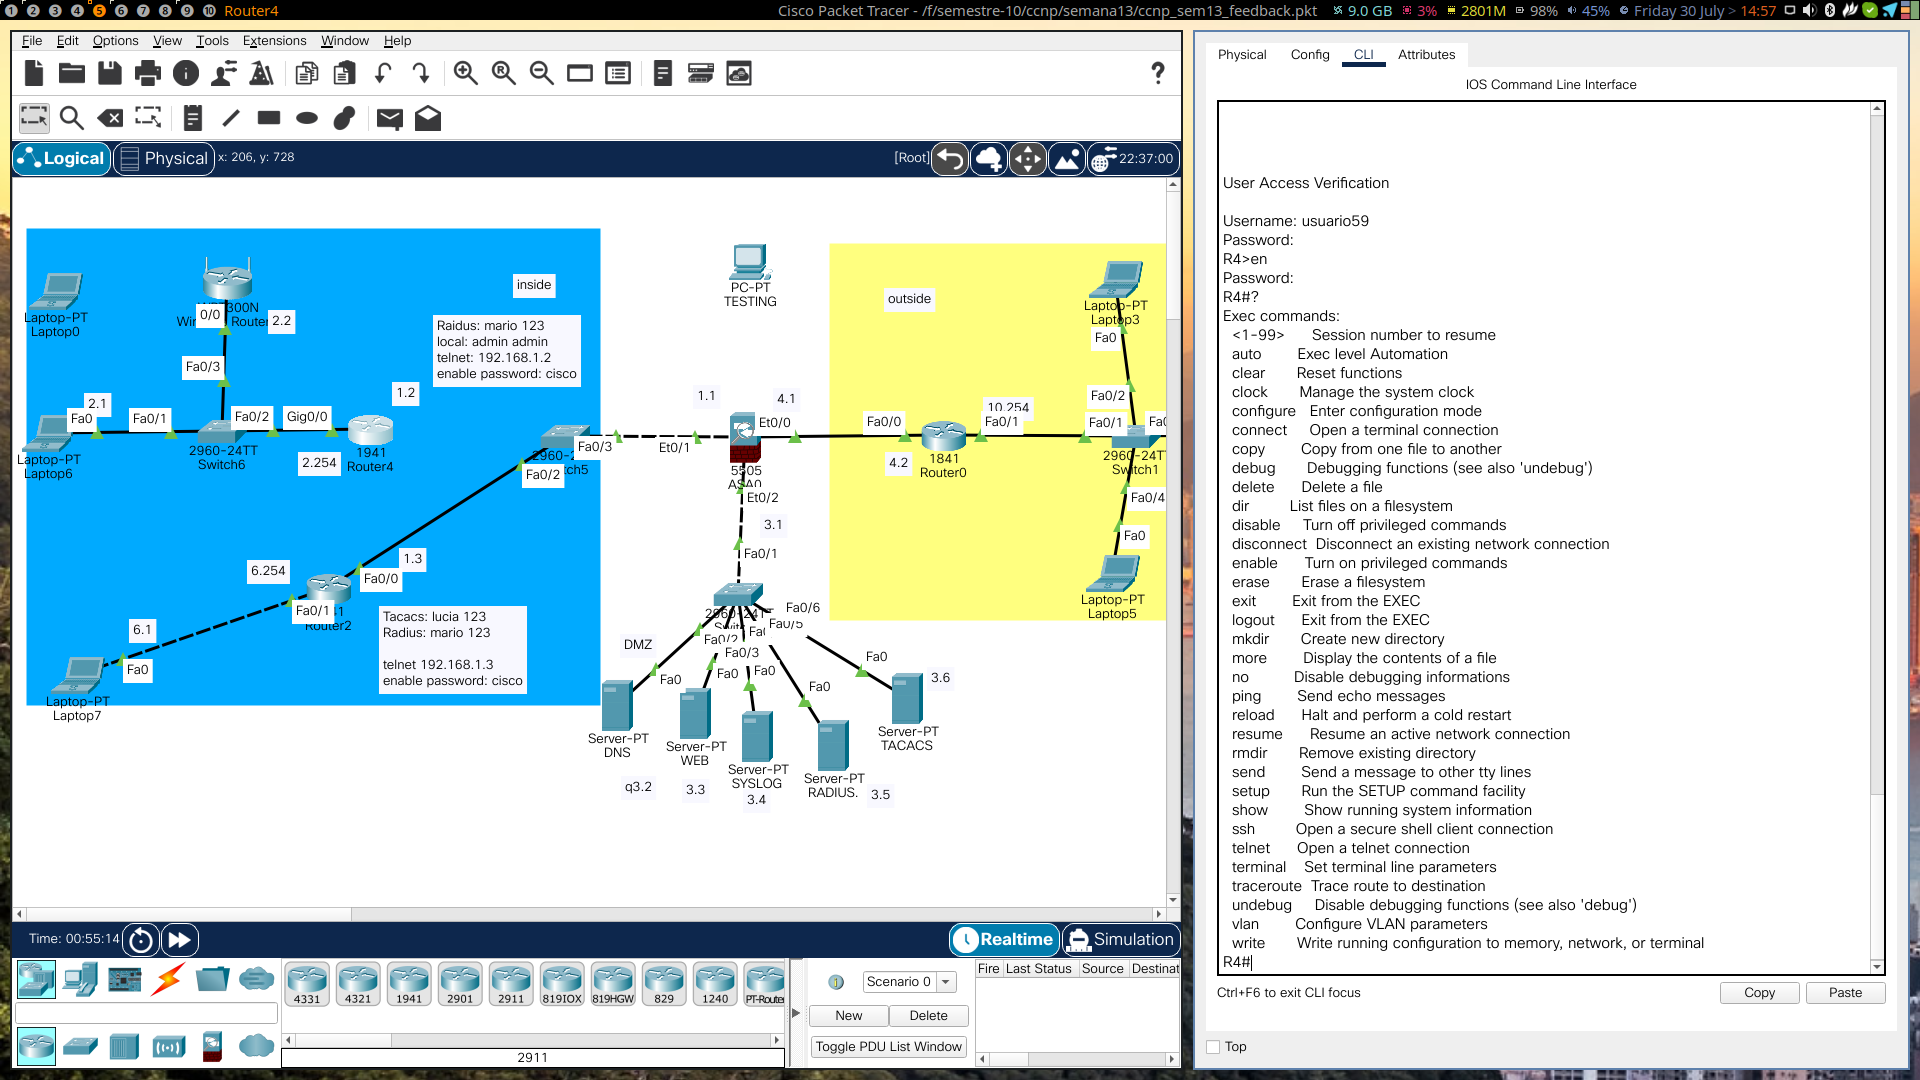 1 2 3 4 5 6 7 8 9 10 Router4
Cisco Packet Tracer - /f/semestre-10/ccnp/semana13/ccnp_sem13_feedback.pkt
9.0 GB 3% 2801M 98% 45% Friday 30 July > 14:57
File Edit Options View Tools Extensions Window Help
?
Logical Physical x: 206, y: 728
[Root] 22:37:00
inside
Raidus: mario 123
local: admin admin
telnet: 192.168.1.2
enable password: cisco
Laptop-PT
Laptop0
300N
Router
0/0
2.2
Fa0/3
1.2
2.1
Fa0
Fa0/1
Fa0/2
Gig0/0
Laptop-PT
Laptop6
2960-24TT
Switch6
2.254
1941
Router4
Fa0/3
Fa0/2
6.254
1.3
Fa0/0
Fa0/1
Router2
6.1
Fa0
Laptop-PT
Laptop7
Tacacs: lucia 123
Radius: mario 123
telnet 192.168.1.3
enable password: cisco
PC-PT
TESTING
1.1
4.1
Et0/0
Et0/1
5505
ASA0
Et0/2
3.1
Fa0/1
outside
Laptop-PT
Laptop3
Fa0
Fa0/2
10.254
Fa0/0
Fa0/1
Fa0/1
4.2
1841
Router0
Switch1
Fa0/4
Fa0
Laptop-PT
Laptop5
2960-24TT
Fa0/6
Fa0/5
Fa0/2
Fa0/3
DMZ
Fa0
Fa0
Fa0
Fa0
Fa0
3.6
Server-PT
DNS
Server-PT
WEB
Server-PT
SYSLOG
3.4
Server-PT
RADIUS.
Server-PT
TACACS
q3.2
3.3
3.5
Time: 00:55:14
Realtime Simulation
4331 4321 1941 2901 2911 819IOX 819HGW 829 1240 PT-Router
2911
Scenario 0
New Delete
Toggle PDU List Window
Fire Last Status Source Destinat
Physical Config CLI Attributes
IOS Command Line Interface
User Access Verification
Username: usuario59
Password:
R4>en
Password:
R4#?
Exec commands:
<1-99> Session number to resume
auto Exec level Automation
clear Reset functions
clock Manage the system clock
configure Enter configuration mode
connect Open a terminal connection
copy Copy from one file to another
debug Debugging functions (see also 'undebug')
delete Delete a file
dir List files on a filesystem
disable Turn off privileged commands
disconnect Disconnect an existing network connection
enable Turn on privileged commands
erase Erase a filesystem
exit Exit from the EXEC
logout Exit from the EXEC
mkdir Create new directory
more Display the contents of a file
no Disable debugging informations
ping Send echo messages
reload Halt and perform a cold restart
resume Resume an active network connection
rmdir Remove existing directory
send Send a message to other tty lines
setup Run the SETUP command facility
show Show running system information
ssh Open a secure shell client connection
telnet Open a telnet connection
terminal Set terminal line parameters
traceroute Trace route to destination
undebug Disable debugging functions (see also 'debug')
vlan Configure VLAN parameters
write Write running configuration to memory, network, or terminal
R4#
Ctrl+F6 to exit CLI focus
Copy Paste
Top